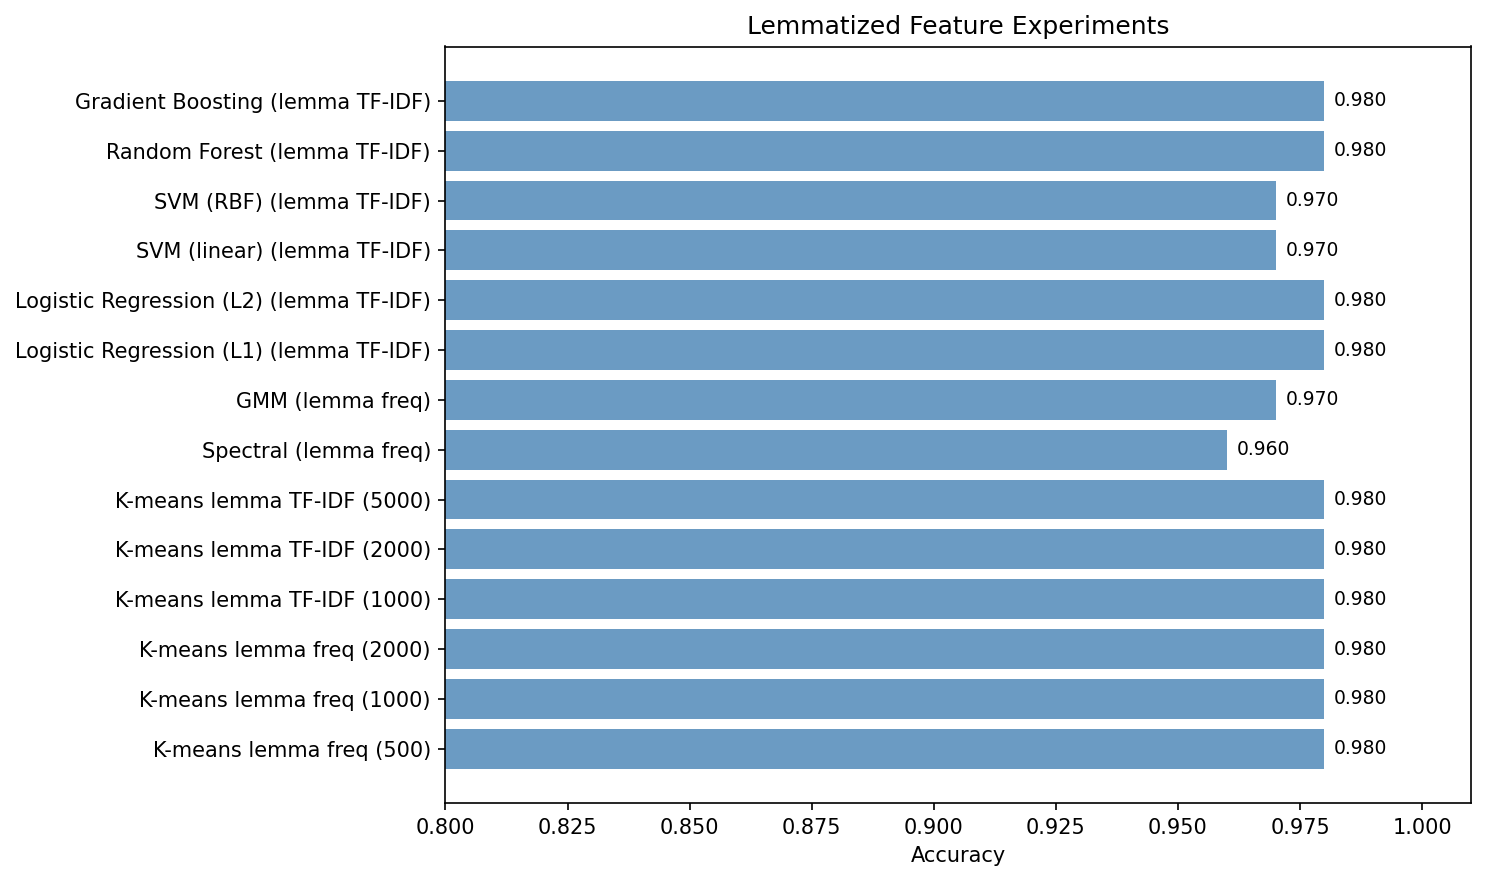 Lemmatized Feature Experiments
Gradient Boosting (lemma TF-IDF) 0.980
Random Forest (lemma TF-IDF) 0.980
SVM (RBF) (lemma TF-IDF) 0.970
SVM (linear) (lemma TF-IDF) 0.970
Logistic Regression (L2) (lemma TF-IDF) 0.980
Logistic Regression (L1) (lemma TF-IDF) 0.980
GMM (lemma freq) 0.970
Spectral (lemma freq) 0.960
K-means lemma TF-IDF (5000) 0.980
K-means lemma TF-IDF (2000) 0.980
K-means lemma TF-IDF (1000) 0.980
K-means lemma freq (2000) 0.980
K-means lemma freq (1000) 0.980
K-means lemma freq (500) 0.980
0.800 0.825 0.850 0.875 0.900 0.925 0.950 0.975 1.000
Accuracy